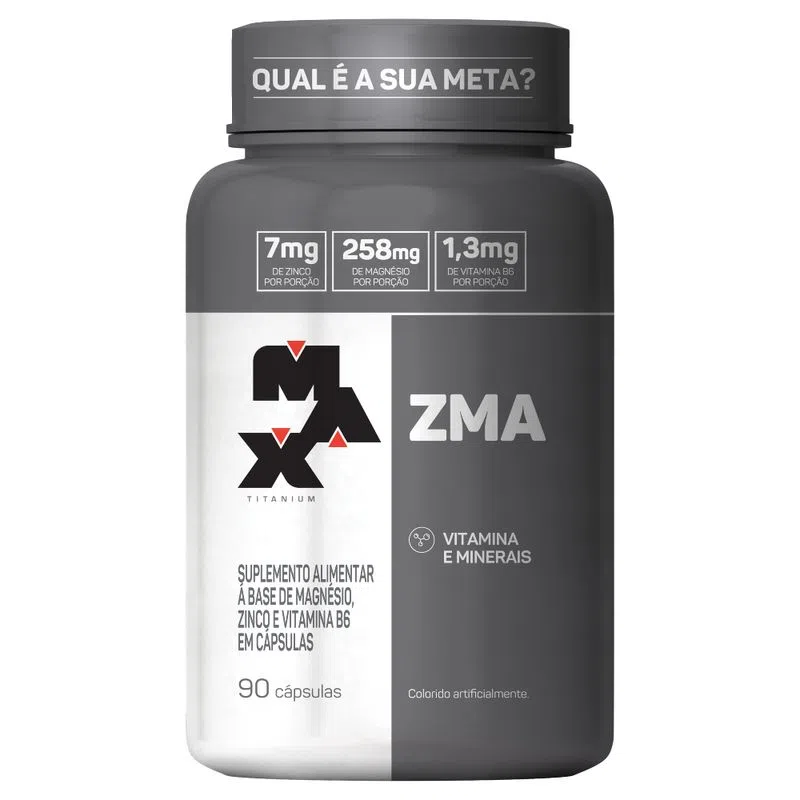 QUAL É A SUA META?
7mg
DE ZINCO
POR PORÇÃO
258mg
DE MAGNÉSIO
POR PORÇÃO
1,3mg
DE VITAMINA B6
POR PORÇÃO
MAX
TITANIUM
SUPLEMENTO ALIMENTAR
À BASE DE MAGNÉSIO,
ZINCO E VITAMINA B6
EM CÁPSULAS
90 cápsulas
ZMA
VITAMINA
E MINERAIS
Colorido artificialmente.